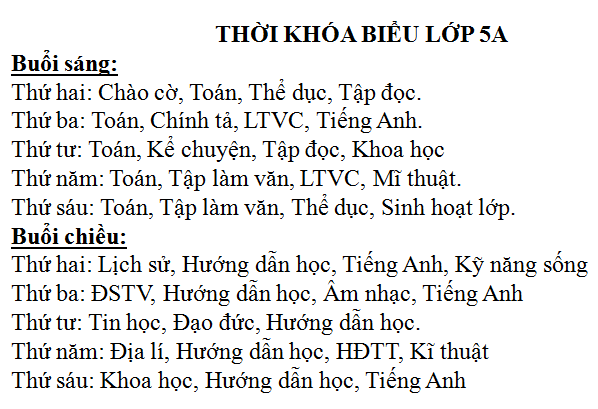 THỜI KHÓA BIỂU LỚP 5A
Buổi sáng:
Thứ hai: Chào cờ, Toán, Thể dục, Tập đọc.
Thứ ba: Toán, Chính tả, LTVC, Tiếng Anh.
Thứ tư: Toán, Kể chuyện, Tập đọc, Khoa học
Thứ năm: Toán, Tập làm văn, LTVC, Mĩ thuật.
Thứ sáu: Toán, Tập làm văn, Thể dục, Sinh hoạt lớp.
Buổi chiều:
Thứ hai: Lịch sử, Hướng dẫn học, Tiếng Anh, Kỹ năng sống
Thứ ba: ĐSTV, Hướng dẫn học, Âm nhạc, Tiếng Anh
Thứ tư: Tin học, Đạo đức, Hướng dẫn học.
Thứ năm: Địa lí, Hướng dẫn học, HĐTT, Kĩ thuật
Thứ sáu: Khoa học, Hướng dẫn học, Tiếng Anh